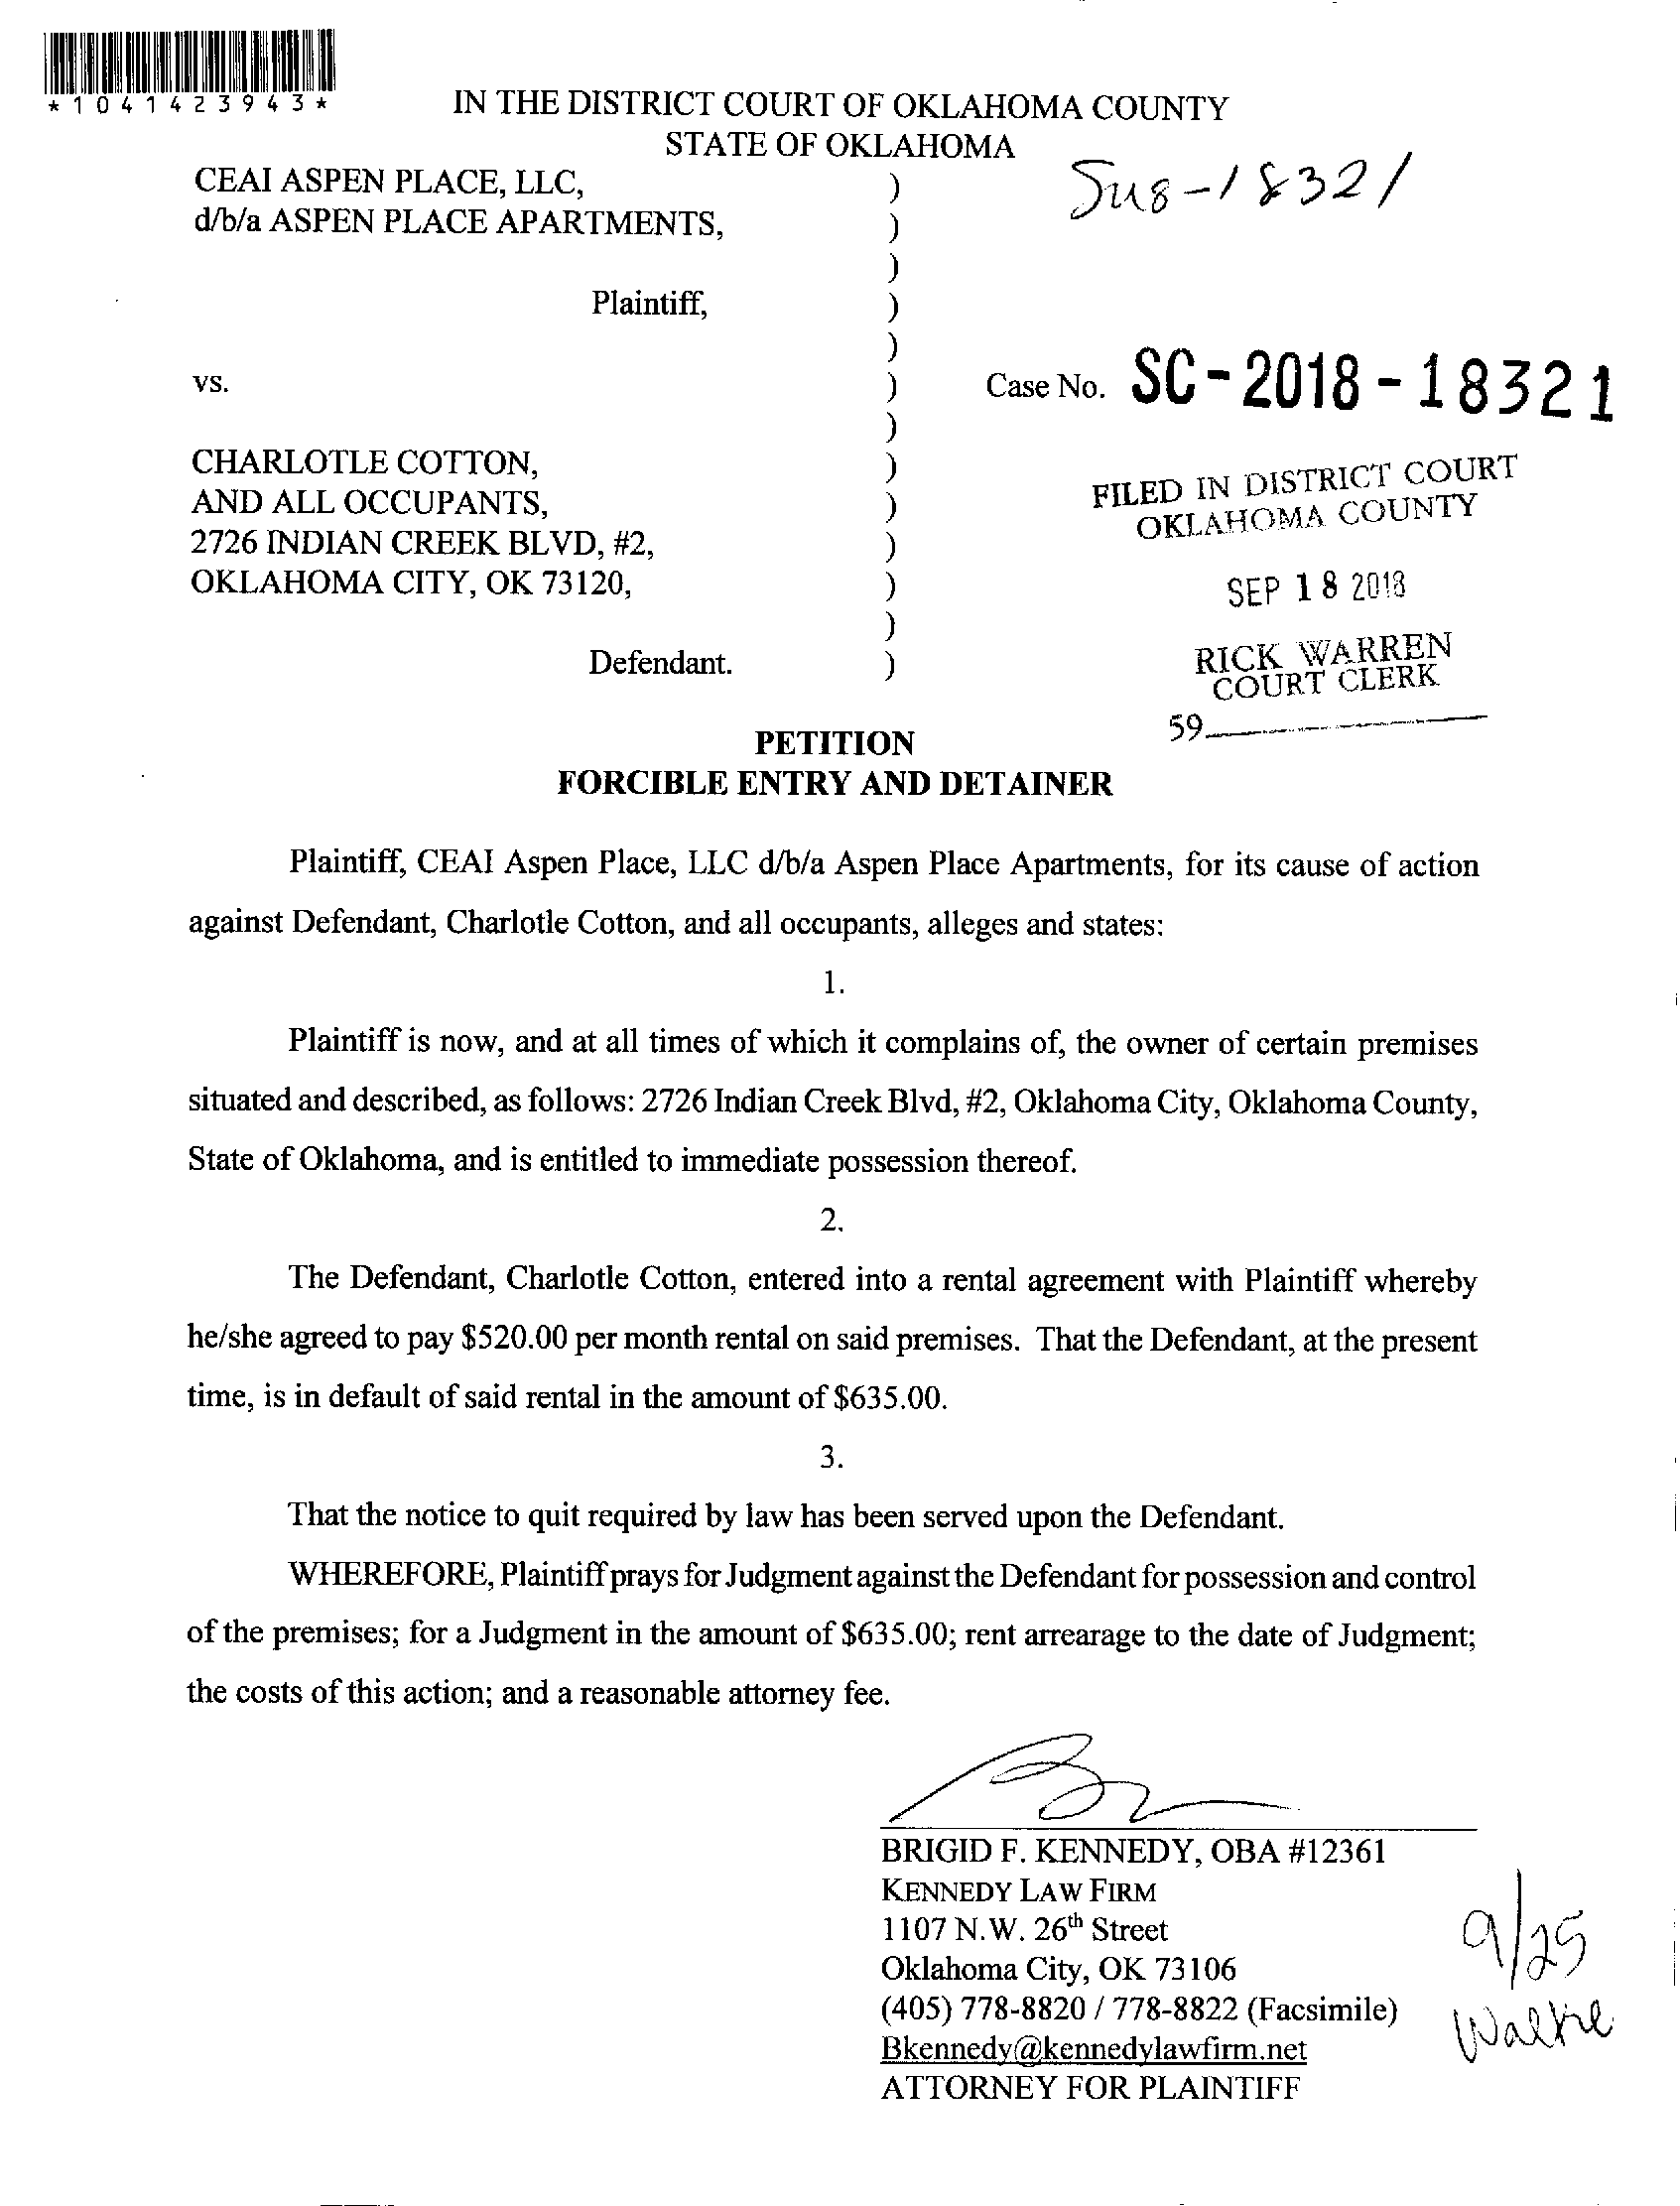 *1041423943*
IN THE DISTRICT COURT OF OKLAHOMA COUNTY
STATE OF OKLAHOMA
CEAI ASPEN PLACE, LLC, )
d/b/a ASPEN PLACE APARTMENTS, )
)
Plaintiff, )
)
vs. ) Case No. SC-2018-18321
)
CHARLOTLE COTTON, )
AND ALL OCCUPANTS, )
2726 INDIAN CREEK BLVD, #2, )
OKLAHOMA CITY, OK 73120, )
)
Defendant. )
FILED IN DISTRICT COURT
OKLAHOMA COUNTY
SEP 18 2018
RICK WARREN
COURT CLERK
59
PETITION
FORCIBLE ENTRY AND DETAINER
Plaintiff, CEAI Aspen Place, LLC d/b/a Aspen Place Apartments, for its cause of action
against Defendant, Charlotle Cotton, and all occupants, alleges and states:
1.
Plaintiff is now, and at all times of which it complains of, the owner of certain premises
situated and described, as follows: 2726 Indian Creek Blvd, #2, Oklahoma City, Oklahoma County,
State of Oklahoma, and is entitled to immediate possession thereof.
2.
The Defendant, Charlotle Cotton, entered into a rental agreement with Plaintiff whereby
he/she agreed to pay $520.00 per month rental on said premises. That the Defendant, at the present
time, is in default of said rental in the amount of $635.00.
3.
That the notice to quit required by law has been served upon the Defendant.
WHEREFORE, Plaintiff prays for Judgment against the Defendant for possession and control
of the premises; for a Judgment in the amount of $635.00; rent arrearage to the date of Judgment;
the costs of this action; and a reasonable attorney fee.
BRIGID F. KENNEDY, OBA #12361
KENNEDY LAW FIRM
1107 N.W. 26th Street
Oklahoma City, OK 73106
(405) 778-8820 / 778-8822 (Facsimile)
Bkennedy@kennedylawfirm.net
ATTORNEY FOR PLAINTIFF
9/25